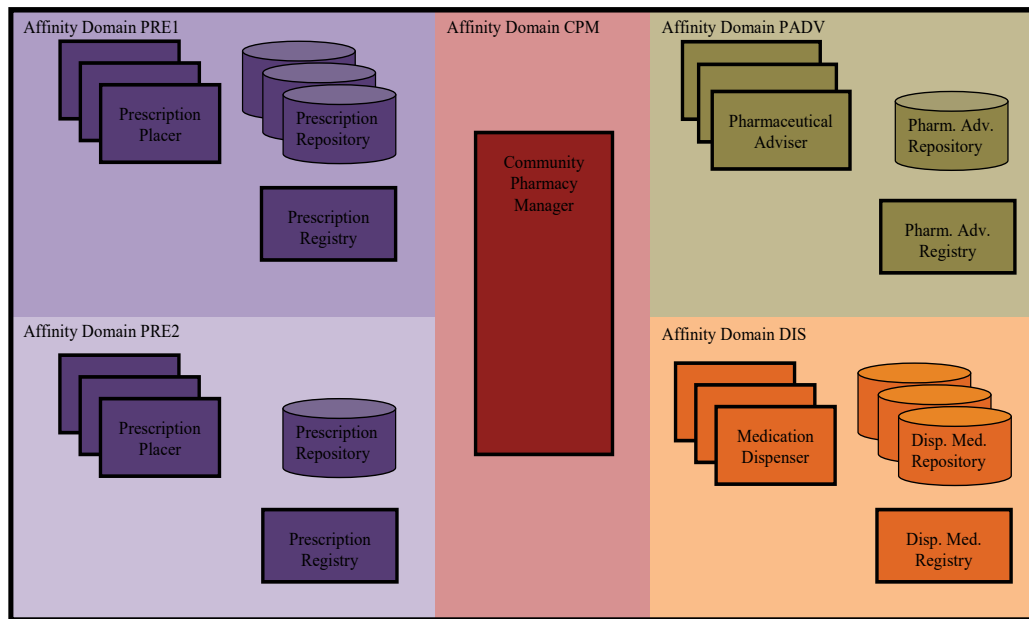 Affinity Domain PRE1
Prescription
Placer
Prescription
Repository
Prescription
Registry
Affinity Domain CPM
Community
Pharmacy
Manager
Affinity Domain PADV
Pharmaceutical
Adviser
Pharm. Adv.
Repository
Pharm. Adv.
Registry
Affinity Domain PRE2
Prescription
Placer
Prescription
Repository
Prescription
Registry
Affinity Domain DIS
Medication
Dispenser
Disp. Med.
Repository
Disp. Med.
Registry